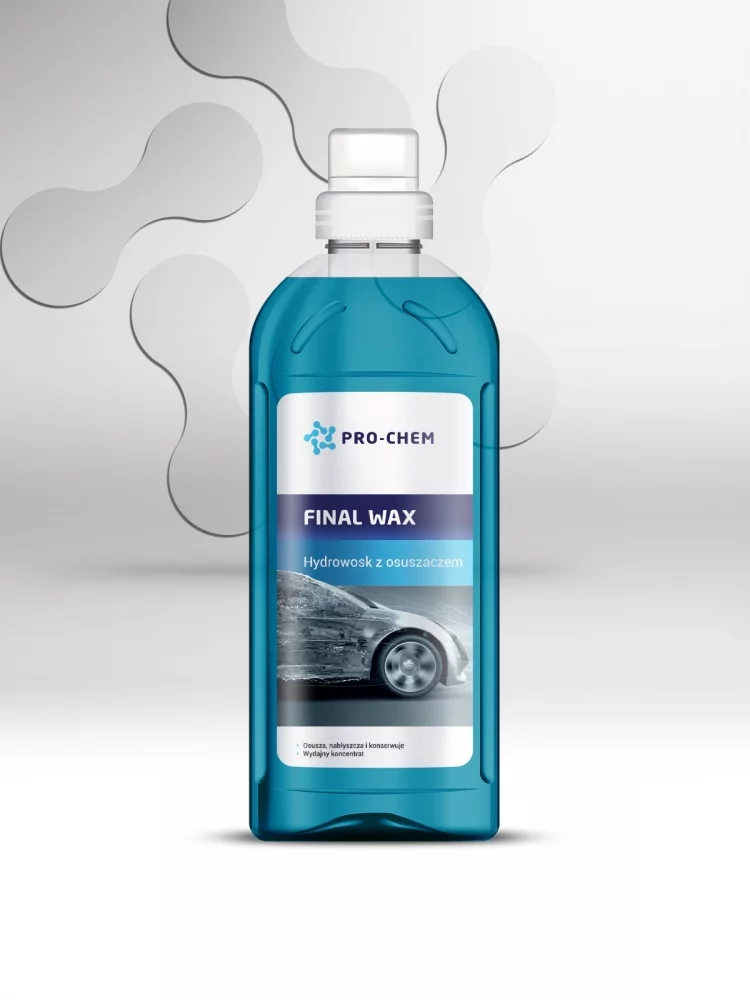 PRO-CHEM
FINAL WAX
Hydrowosk z osuszaczem
• Osusza, nabłyszcza i konserwuje
• Wydajny koncentrat